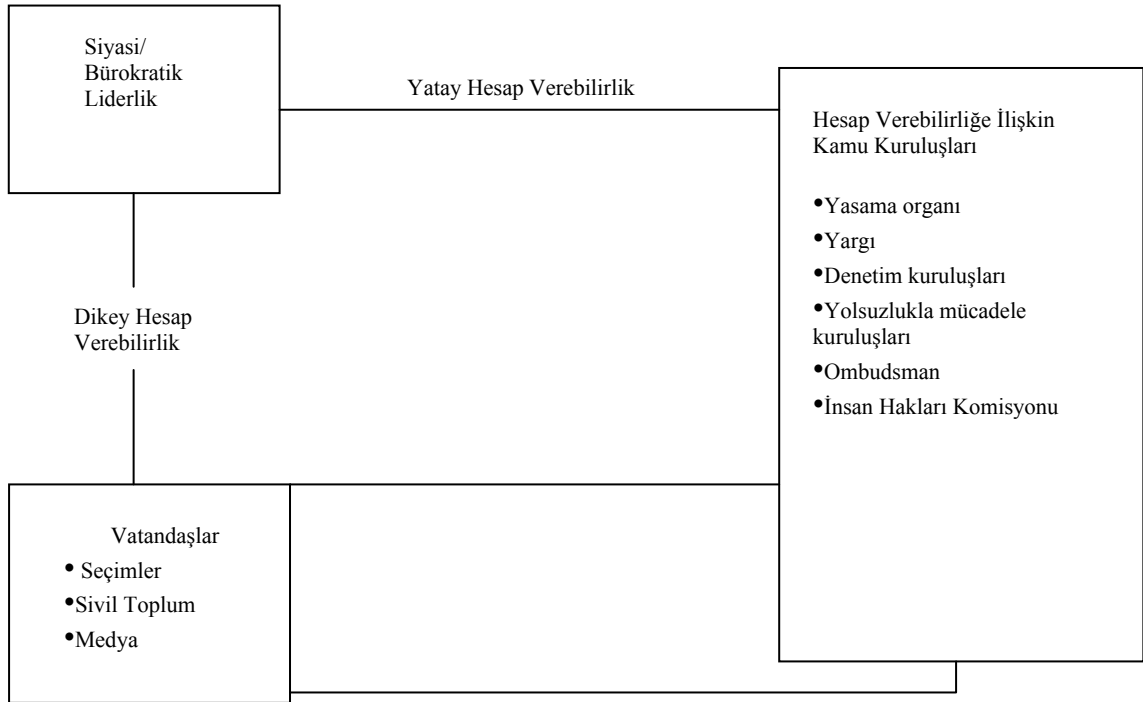 Siyasi/
Bürokratik
Liderlik
Yatay Hesap Verebilirlik
Hesap Verebilirliğe İlişkin
Kamu Kuruluşları
•Yasama organı
•Yargı
•Denetim kuruluşları
•Yolsuzlukla mücadele
kuruluşları
•Ombudsman
•İnsan Hakları Komisyonu
Dikey Hesap
Verebilirlik
Vatandaşlar
• Seçimler
•Sivil Toplum
•Medya